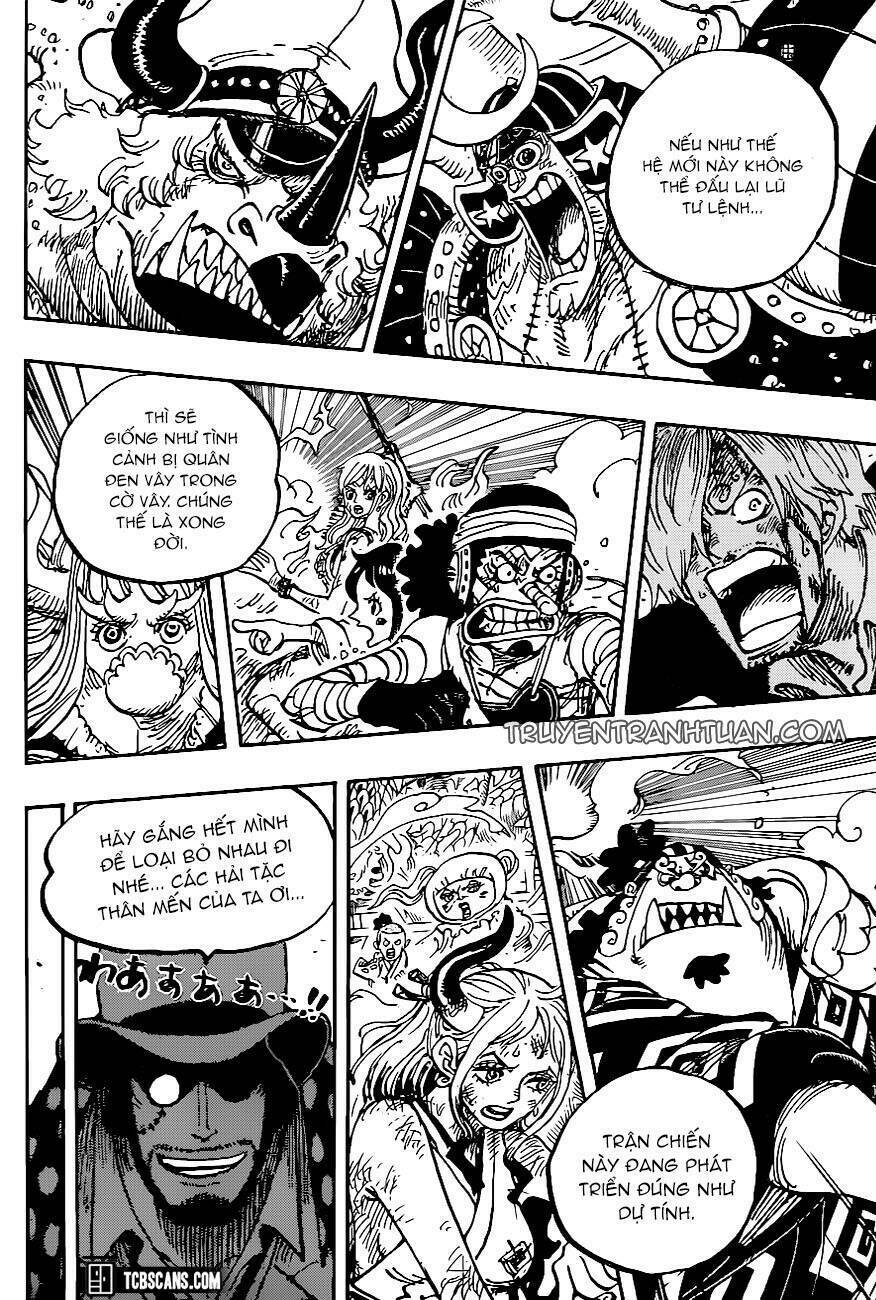 NẾU NHƯ THẾ
HỆ MỚI NÀY KHÔNG
THỂ ĐẤU LẠI LŨ
TƯ LỆNH...
THÌ SẼ
GIỐNG NHƯ TÌNH
CẢNH BỊ QUÂN
ĐEN VÂY TRONG
CỜ VÂY. CHÚNG
THẾ LÀ XONG
ĐỜI.
TRUYENTRANHTUAN.COM
HÃY GẮNG HẾT MÌNH
ĐỂ LOẠI BỎ NHAU ĐI
NHÉ... CÁC HẢI TẶC
THÂN MẾN CỦA TA ƠI...
わぁぁぁぁ…!!
TRẬN CHIẾN
NÀY ĐANG PHÁT
TRIỂN ĐÚNG NHƯ
DỰ TÍNH.
TCBSCANS.COM